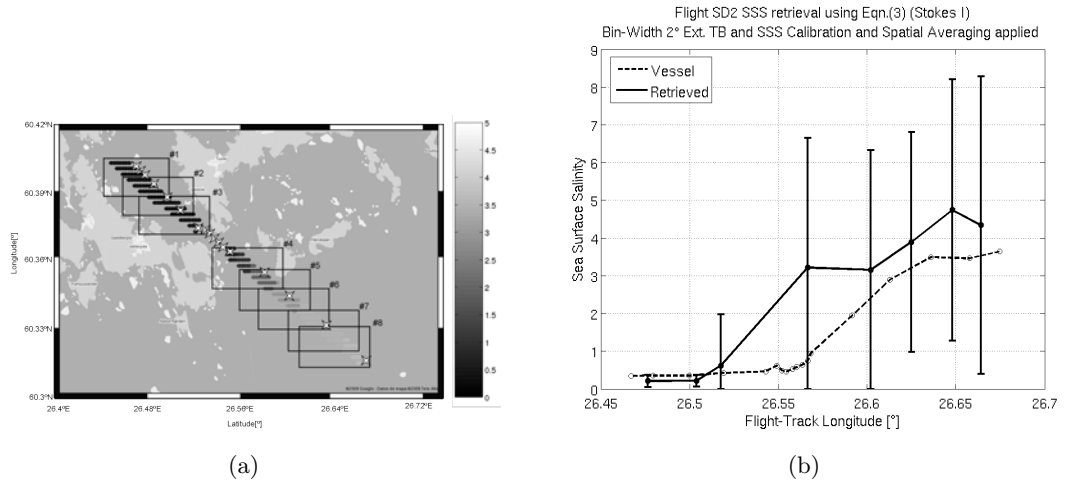 Flight SD2 SSS retrieval using Eqn.(3) (Stokes I)
Bin-Width 2° Ext. TB and SSS Calibration and Spatial Averaging applied
60.42°N
60.39°N
60.36°N
60.33°N
60.3°N
26.4°E
26.48°E
26.56°E
26.64°E
26.72°E
Longitude[°]
Latitude[°]
#1
#2
#3
#4
#5
#6
#7
#8
5
4.5
4
3.5
3
2.5
2
1.5
1
0.5
0
(a)
Vessel
Retrieved
Sea Surface Salinity
9
8
7
6
5
4
3
2
1
0
26.45
26.5
26.55
26.6
26.65
26.7
Flight-Track Longitude [°]
(b)